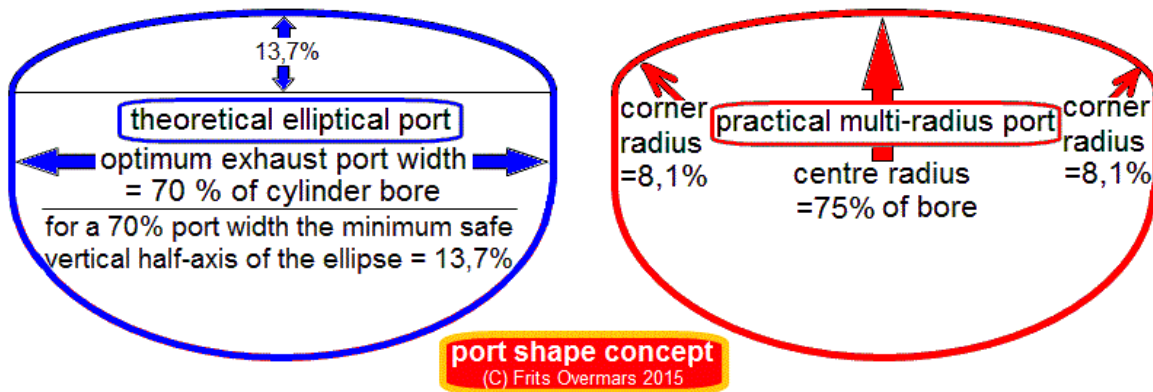 13,7%
theoretical elliptical port
optimum exhaust port width
= 70 % of cylinder bore
for a 70% port width the minimum safe
vertical half-axis of the ellipse = 13,7%
corner
radius
=8,1%
practical multi-radius port
centre radius
=75% of bore
corner
radius
=8,1%
port shape concept
(C) Frits Overmars 2015